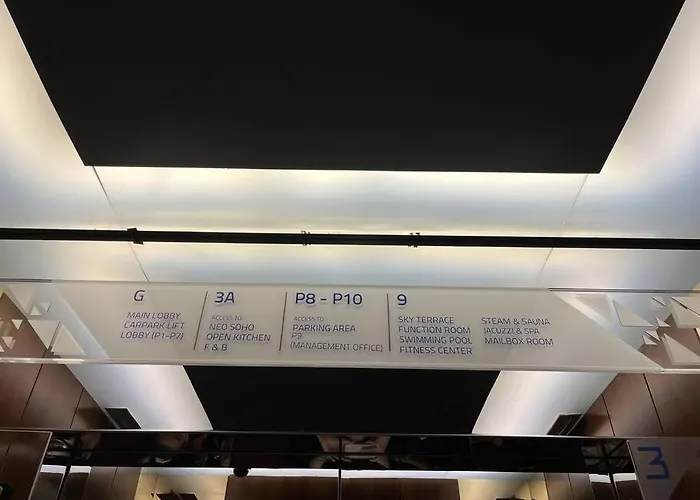 G
MAIN LOBBY
CARPARK LIFT
LOBBY (P1-P7)
3A
ACCESS TO
NEO SOHO
OPEN KITCHEN
F & B
P8 - P10
ACCESS TO
PARKING AREA
P9
(MANAGEMENT OFFICE)
9
SKY TERRACE
FUNCTION ROOM
SWIMMING POOL
FITNESS CENTER
STEAM & SAUNA
JACUZZI & SPA
MAILBOX ROOM
3